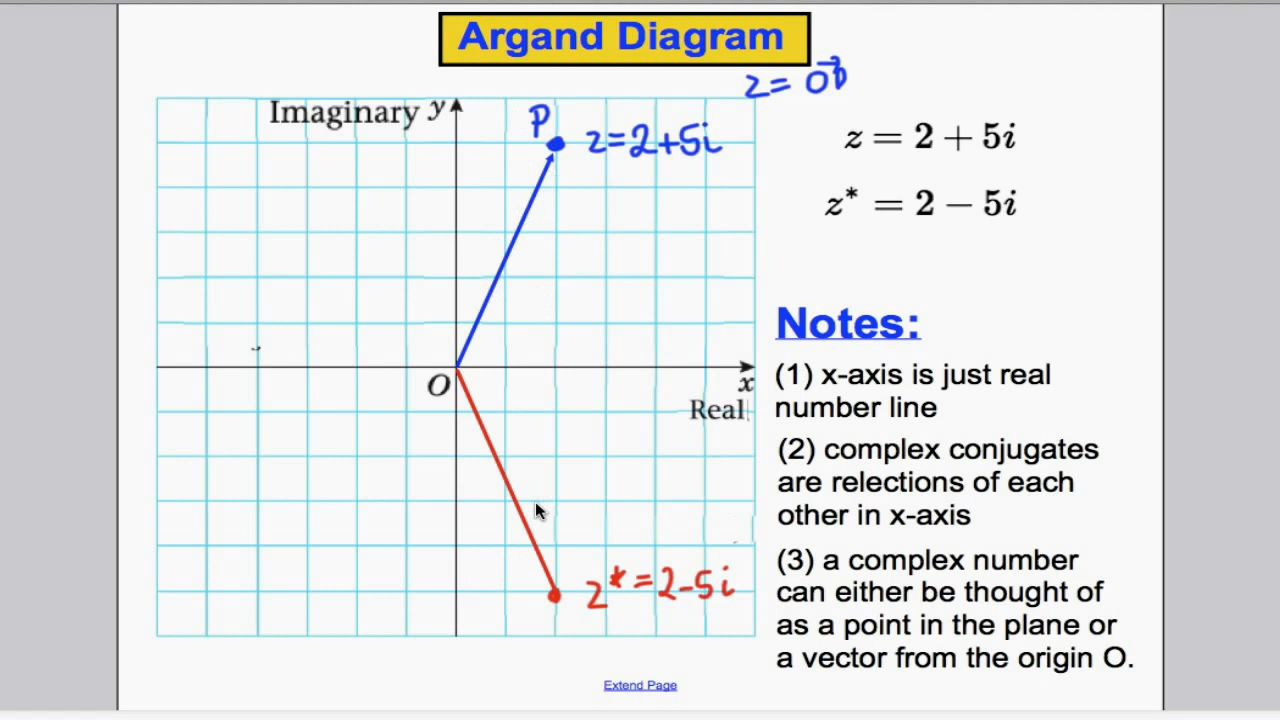 Argand Diagram
z = OP
Imaginary y
P
z=2+5i
z = 2 + 5i
z* = 2 − 5i
O
x
Real
Notes:
(1) x-axis is just real
number line
(2) complex conjugates
are relections of each
other in x-axis
(3) a complex number
can either be thought of
as a point in the plane or
a vector from the origin O.
z*=2-5i
Extend Page